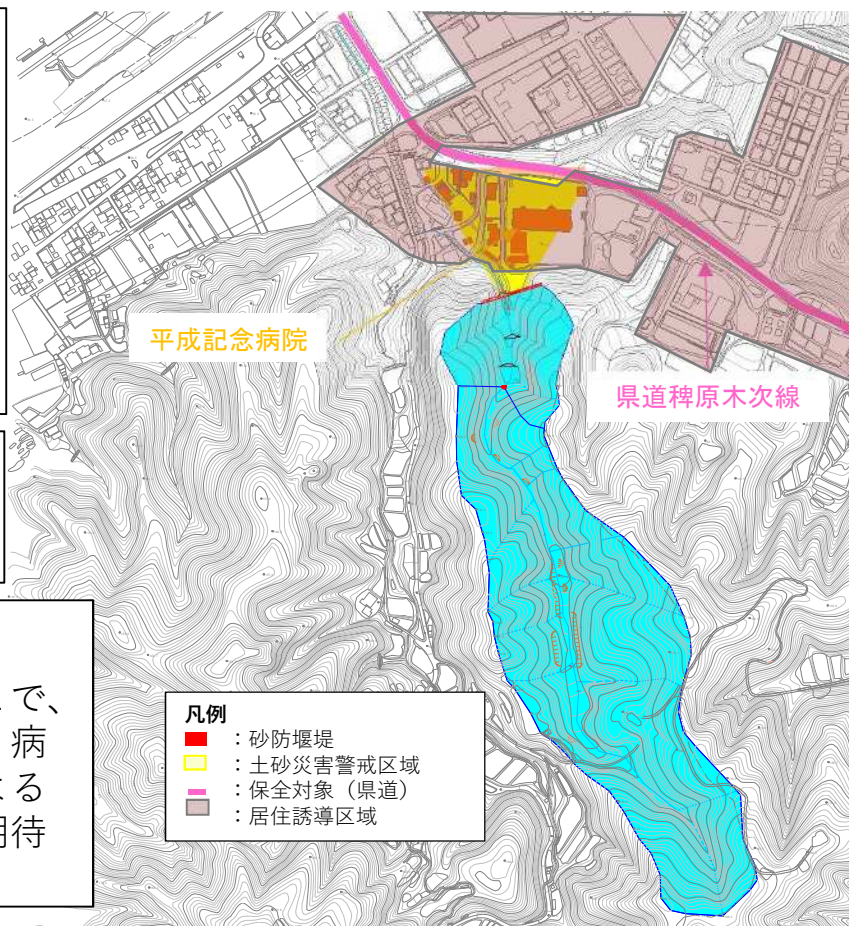 平成記念病院
県道稗原木次線
で、
病
よる
期待
凡例
：砂防堰堤
：土砂災害警戒区域
：保全対象（県道）
：居住誘導区域